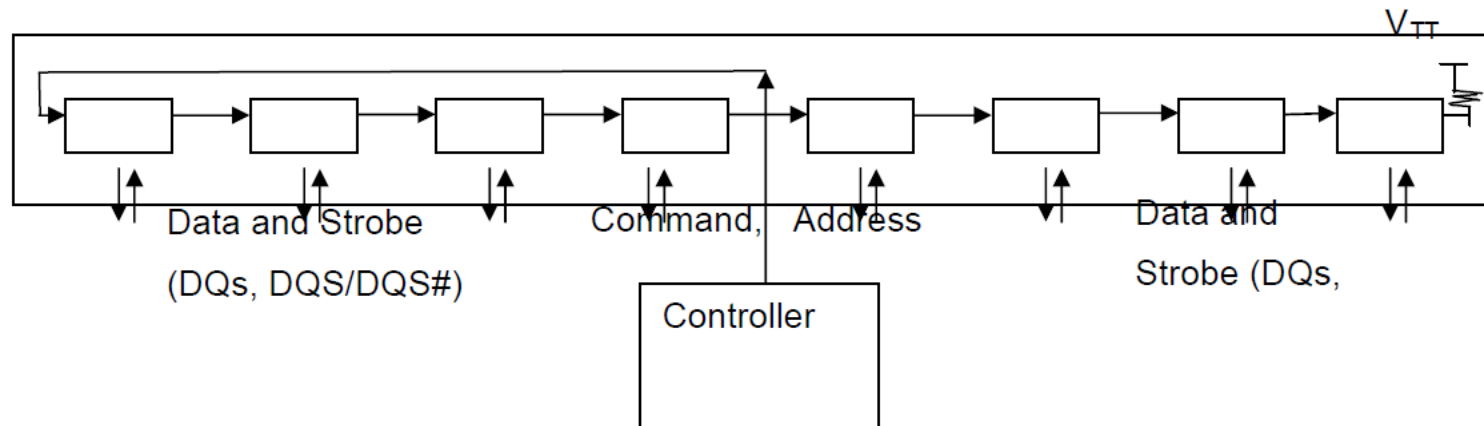 VTT
Data and Strobe
(DQs, DQS/DQS#)
Command, Address
Data and
Strobe (DQs,
Controller